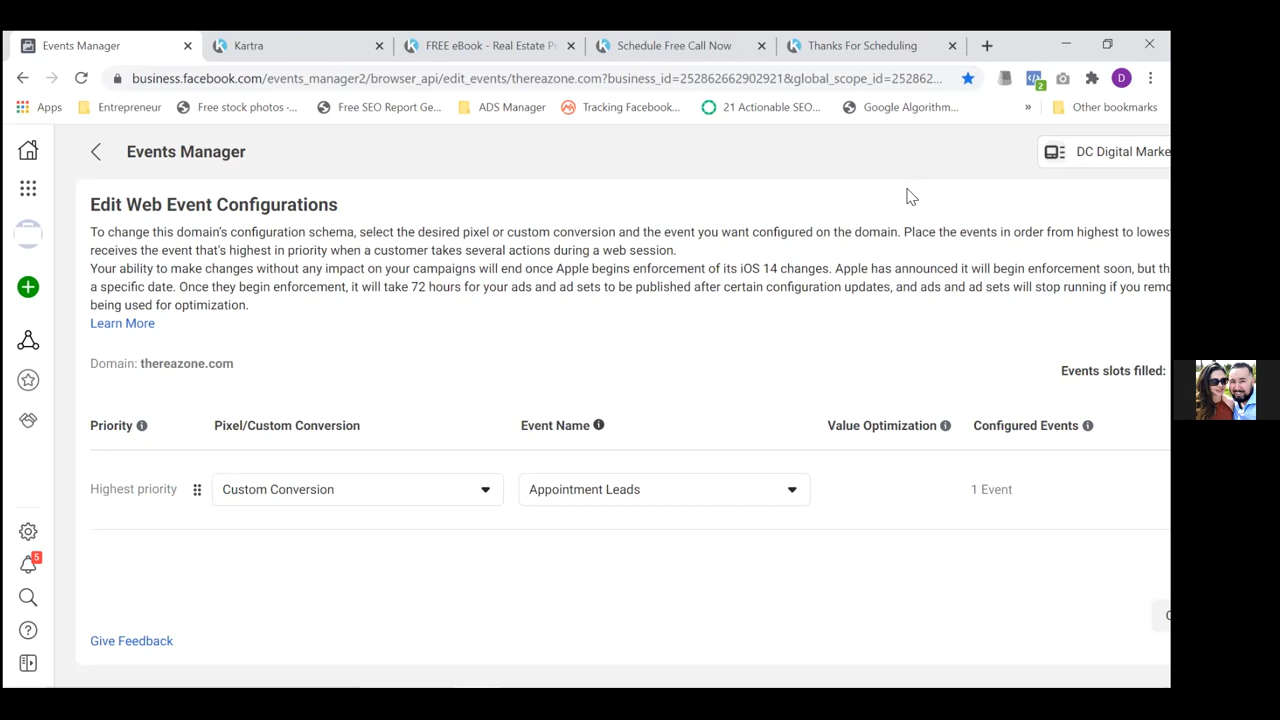 Events Manager
Kartra
FREE eBook - Real Estate Pr
Schedule Free Call Now
Thanks For Scheduling
business.facebook.com/events_manager2/browser_api/edit_events/thereazone.com?business_id=252862662902921&global_scope_id=25286...
D
2
Apps
Entrepreneur
Free stock photos -...
Free SEO Report Ge...
ADS Manager
Tracking Facebook...
21 Actionable SEO...
Google Algorithm...
»
Other bookmarks
Events Manager
DC Digital Marke
Edit Web Event Configurations
To change this domain's configuration schema, select the desired pixel or custom conversion and the event you want configured on the domain. Place the events in order from highest to lowes
receives the event that's highest in priority when a customer takes several actions during a web session.
Your ability to make changes without any impact on your campaigns will end once Apple begins enforcement of its iOS 14 changes. Apple has announced it will begin enforcement soon, but th
a specific date. Once they begin enforcement, it will take 72 hours for your ads and ad sets to be published after certain configuration updates, and ads and ad sets will stop running if you remo
being used for optimization.
Learn More
Domain: thereazone.com
Events slots filled:
Priority
Pixel/Custom Conversion
Event Name
Value Optimization
Configured Events
Highest priority
Custom Conversion
Appointment Leads
1 Event
5
Give Feedback